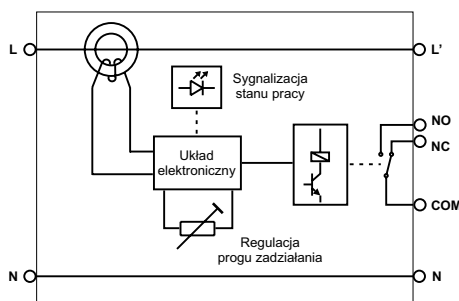 L
L'
Sygnalizacja
stanu pracy
NO
NC
Układ
elektroniczny
COM
Regulacja
progu zadziałania
N
N